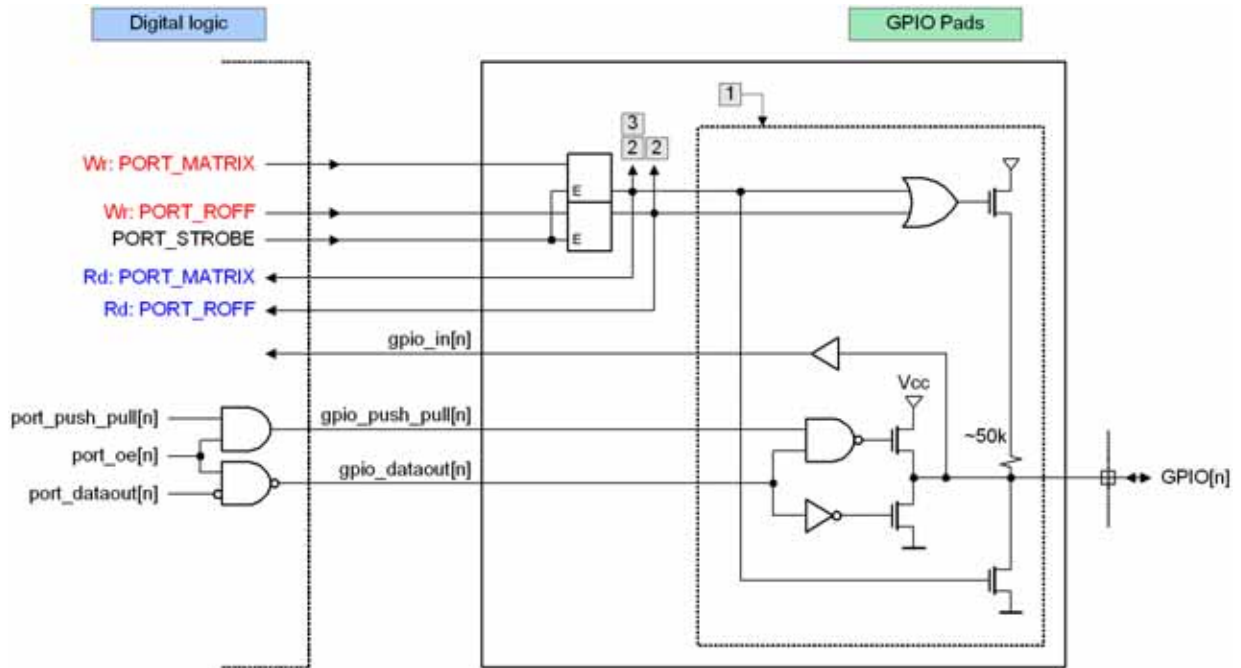 Digital logic
GPIO Pads
1
3
2 2
Wr: PORT_MATRIX
E
Wr: PORT_ROFF
PORT_STROBE
E
Rd: PORT_MATRIX
Rd: PORT_ROFF
gpio_in[n]
Vcc
port_push_pull[n]
gpio_push_pull[n]
~50k
port_oe[n]
gpio_dataout[n]
GPIO[n]
port_dataout[n]